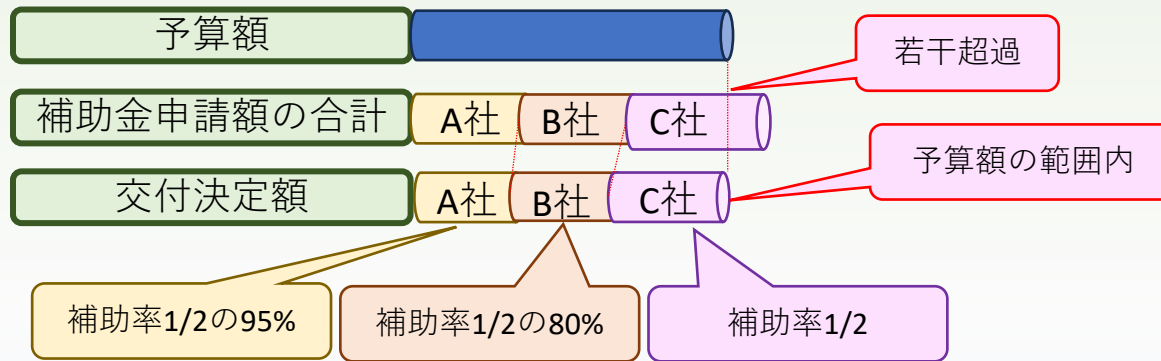 予算額
若干超過
補助金申請額の合計
A社
B社
C社
予算額の範囲内
交付決定額
A社
B社
C社
補助率1/2の95%
補助率1/2の80%
補助率1/2